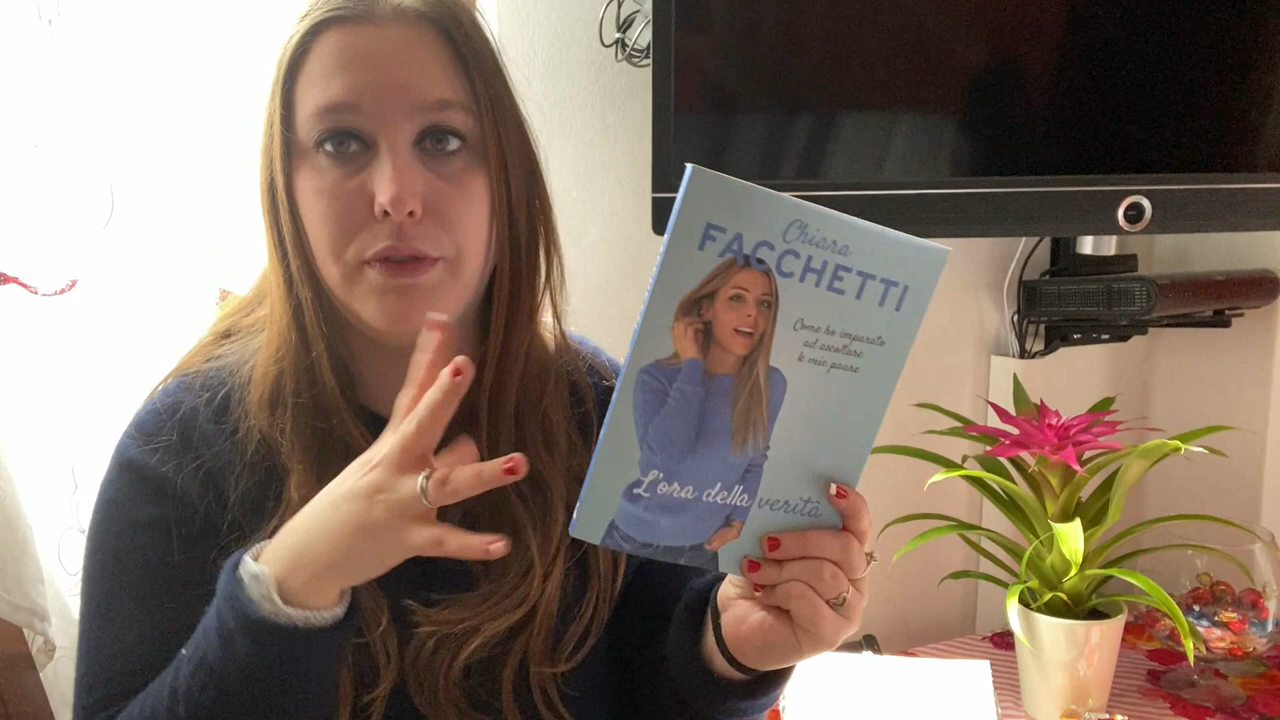 Chiara
FACCHETTI
Come ho imparato
ad ascoltare
le mie paure
L'ora della verità